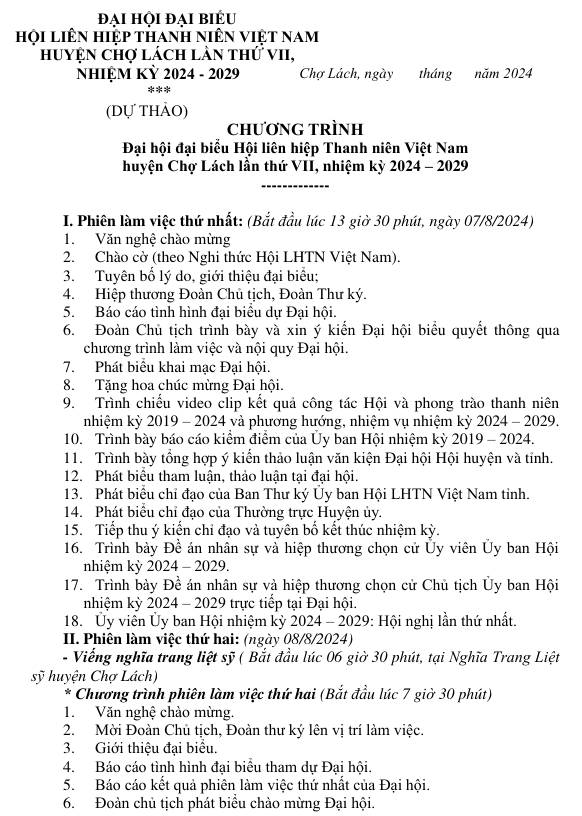 ĐẠI HỘI ĐẠI BIỂU
HỘI LIÊN HIỆP THANH NIÊN VIỆT NAM
HUYỆN CHỢ LÁCH LẦN THỨ VII,
NHIỆM KỲ 2024 - 2029
Chợ Lách, ngày tháng năm 2024
***
(DỰ THẢO)
CHƯƠNG TRÌNH
Đại hội đại biểu Hội liên hiệp Thanh niên Việt Nam
huyện Chợ Lách lần thứ VII, nhiệm kỳ 2024 – 2029
-------------
I. Phiên làm việc thứ nhất: (Bắt đầu lúc 13 giờ 30 phút, ngày 07/8/2024)
1. Văn nghệ chào mừng
2. Chào cờ (theo Nghi thức Hội LHTN Việt Nam).
3. Tuyên bố lý do, giới thiệu đại biểu;
4. Hiệp thương Đoàn Chủ tịch, Đoàn Thư ký.
5. Báo cáo tình hình đại biểu dự Đại hội.
6. Đoàn Chủ tịch trình bày và xin ý kiến Đại hội biểu quyết thông qua
chương trình làm việc và nội quy Đại hội.
7. Phát biểu khai mạc Đại hội.
8. Tặng hoa chúc mừng Đại hội.
9. Trình chiếu video clip kết quả công tác Hội và phong trào thanh niên
nhiệm kỳ 2019 – 2024 và phương hướng, nhiệm vụ nhiệm kỳ 2024 – 2029.
10. Trình bày báo cáo kiểm điểm của Ủy ban Hội nhiệm kỳ 2019 – 2024.
11. Trình bày tổng hợp ý kiến thảo luận văn kiện Đại hội Hội huyện và tỉnh.
12. Phát biểu tham luận, thảo luận tại đại hội.
13. Phát biểu chỉ đạo của Ban Thư ký Ủy ban Hội LHTN Việt Nam tỉnh.
14. Phát biểu chỉ đạo của Thường trực Huyện ủy.
15. Tiếp thu ý kiến chỉ đạo và tuyên bố kết thúc nhiệm kỳ.
16. Trình bày Đề án nhân sự và hiệp thương chọn cử Ủy viên Ủy ban Hội
nhiệm kỳ 2024 – 2029.
17. Trình bày Đề án nhân sự và hiệp thương chọn cử Chủ tịch Ủy ban Hội
nhiệm kỳ 2024 – 2029 trực tiếp tại Đại hội.
18. Ủy viên Ủy ban Hội nhiệm kỳ 2024 – 2029: Hội nghị lần thứ nhất.
II. Phiên làm việc thứ hai: (ngày 08/8/2024)
- Viếng nghĩa trang liệt sỹ ( Bắt đầu lúc 06 giờ 30 phút, tại Nghĩa Trang Liệt
sỹ huyện Chợ Lách)
* Chương trình phiên làm việc thứ hai (Bắt đầu lúc 7 giờ 30 phút)
1. Văn nghệ chào mừng.
2. Mời Đoàn Chủ tịch, Đoàn thư ký lên vị trí làm việc.
3. Giới thiệu đại biểu.
4. Báo cáo tình hình đại biểu tham dự Đại hội.
5. Báo cáo kết quả phiên làm việc thứ nhất của Đại hội.
6. Đoàn chủ tịch phát biểu chào mừng Đại hội.